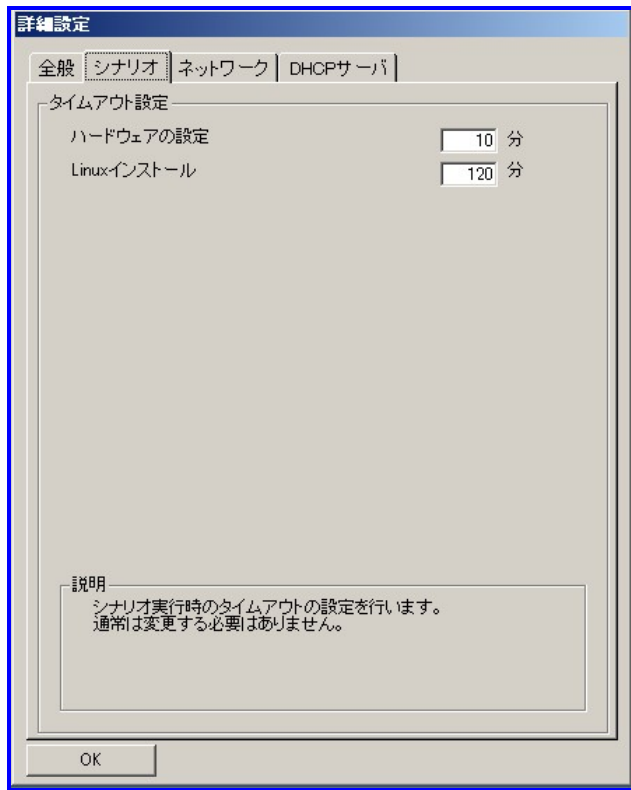 詳細設定
全般 シナリオ ネットワーク DHCPサーバ
タイムアウト設定
ハードウェアの設定 10 分
Linuxインストール 120 分
説明
シナリオ実行時のタイムアウトの設定を行います。
通常は変更する必要はありません。
OK